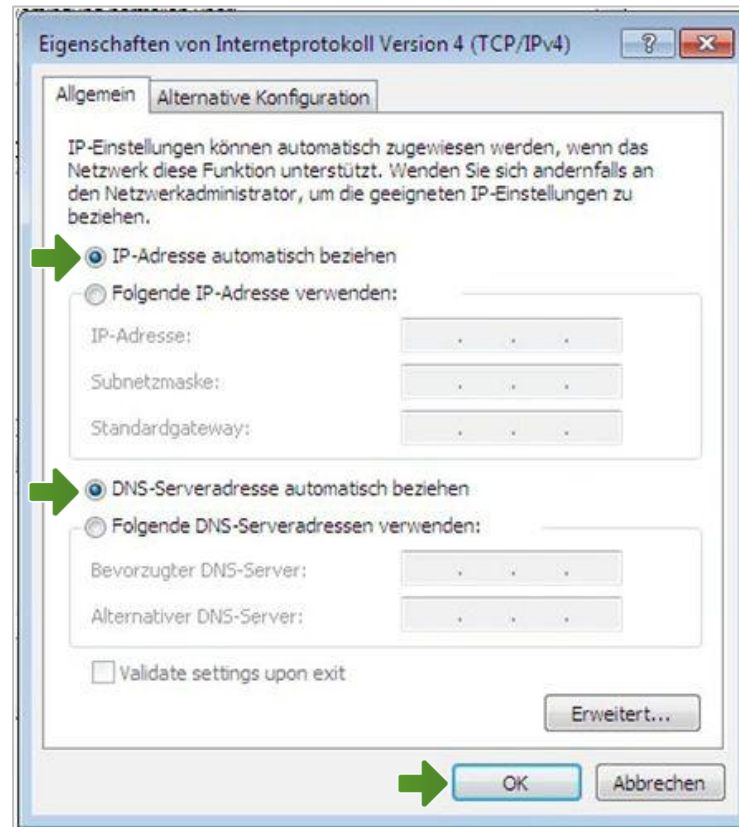 Eigenschaften von Internetprotokoll Version 4 (TCP/IPv4)
Allgemein
Alternative Konfiguration
IP-Einstellungen können automatisch zugewiesen werden, wenn das
Netzwerk diese Funktion unterstützt. Wenden Sie sich andernfalls an
den Netzwerkadministrator, um die geeigneten IP-Einstellungen zu
beziehen.
IP-Adresse automatisch beziehen
Folgende IP-Adresse verwenden:
IP-Adresse:
Subnetzmaske:
Standardgateway:
DNS-Serveradresse automatisch beziehen
Folgende DNS-Serveradressen verwenden:
Bevorzugter DNS-Server:
Alternativer DNS-Server:
Validate settings upon exit
Erweitert...
OK
Abbrechen